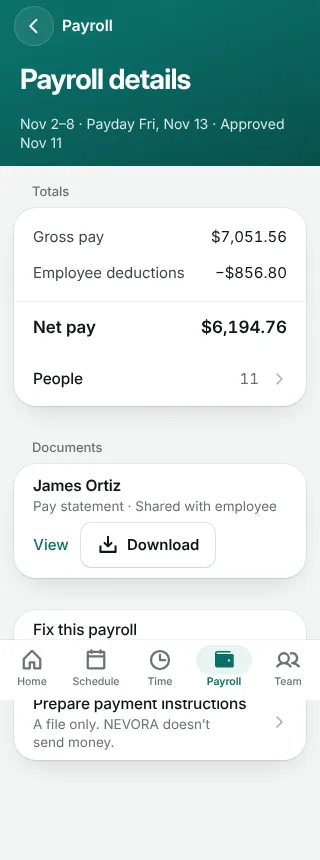 Payroll
Payroll details
Nov 2–8 · Payday Fri, Nov 13 · Approved
Nov 11
Totals
Gross pay $7,051.56
Employee deductions −$856.80
Net pay $6,194.76
People 11
Documents
James Ortiz
Pay statement · Shared with employee
View Download
Fix this payroll
Home Schedule Time Payroll Team
Prepare payment instructions
A file only. NEVORA doesn’t
send money.